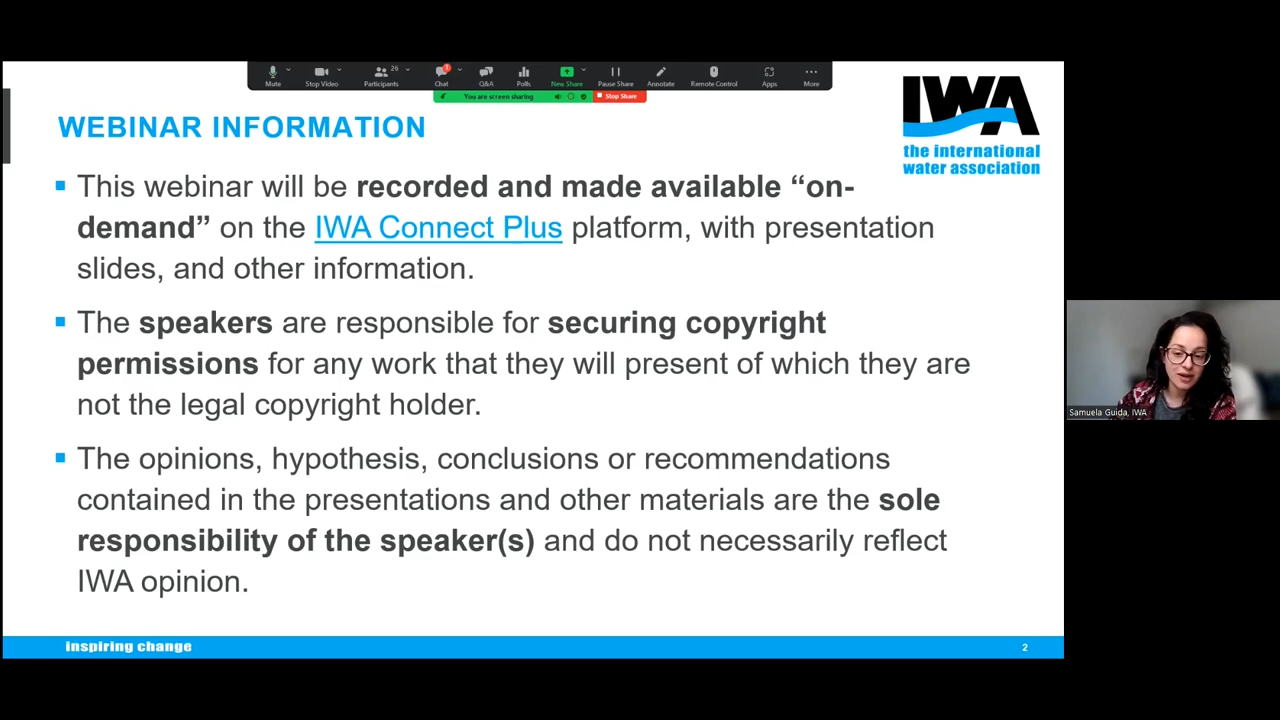 26
1
Mute
Stop Video
Participants
Chat
Q&A
Polls
New Share
Pause Share
Annotate
Remote Control
Apps
More
You are screen sharing
Stop Share
IWA
the international
water association
WEBINAR INFORMATION
▪ This webinar will be recorded and made available “on-
demand” on the IWA Connect Plus platform, with presentation
slides, and other information.
▪ The speakers are responsible for securing copyright
permissions for any work that they will present of which they are
not the legal copyright holder.
▪ The opinions, hypothesis, conclusions or recommendations
contained in the presentations and other materials are the sole
responsibility of the speaker(s) and do not necessarily reflect
IWA opinion.
Samuela Guida, IWA
inspiring change
2